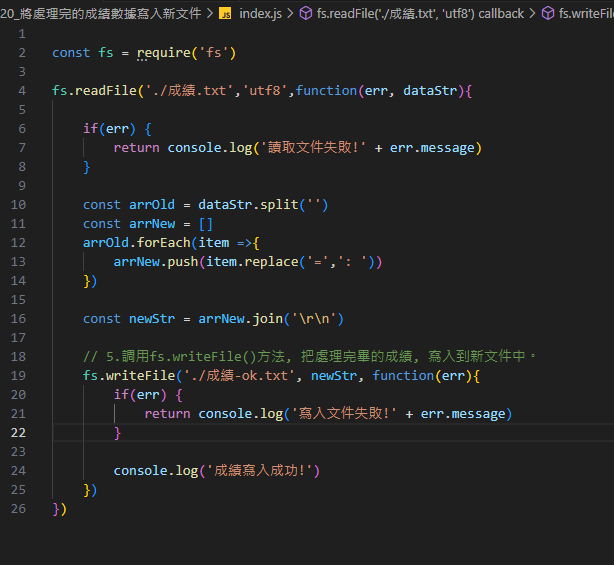 20_將處理完的成績數據寫入新文件 > JS index.js > fs.readFile('./成績.txt', 'utf8') callback > fs.writeFil
1
2 const fs = require('fs')
3
4 fs.readFile('./成績.txt','utf8',function(err, dataStr){
5
6 if(err) {
7 return console.log('讀取文件失敗!' + err.message)
8 }
9
10 const arrOld = dataStr.split('')
11 const arrNew = []
12 arrOld.forEach(item =>{
13 arrNew.push(item.replace('=',': '))
14 })
15
16 const newStr = arrNew.join('\r\n')
17
18 // 5.調用fs.writeFile()方法, 把處理完畢的成績, 寫入到新文件中。
19 fs.writeFile('./成績-ok.txt', newStr, function(err){
20 if(err) {
21 return console.log('寫入文件失敗!' + err.message)
22 }
23
24 console.log('成績寫入成功!')
25 })
26 })